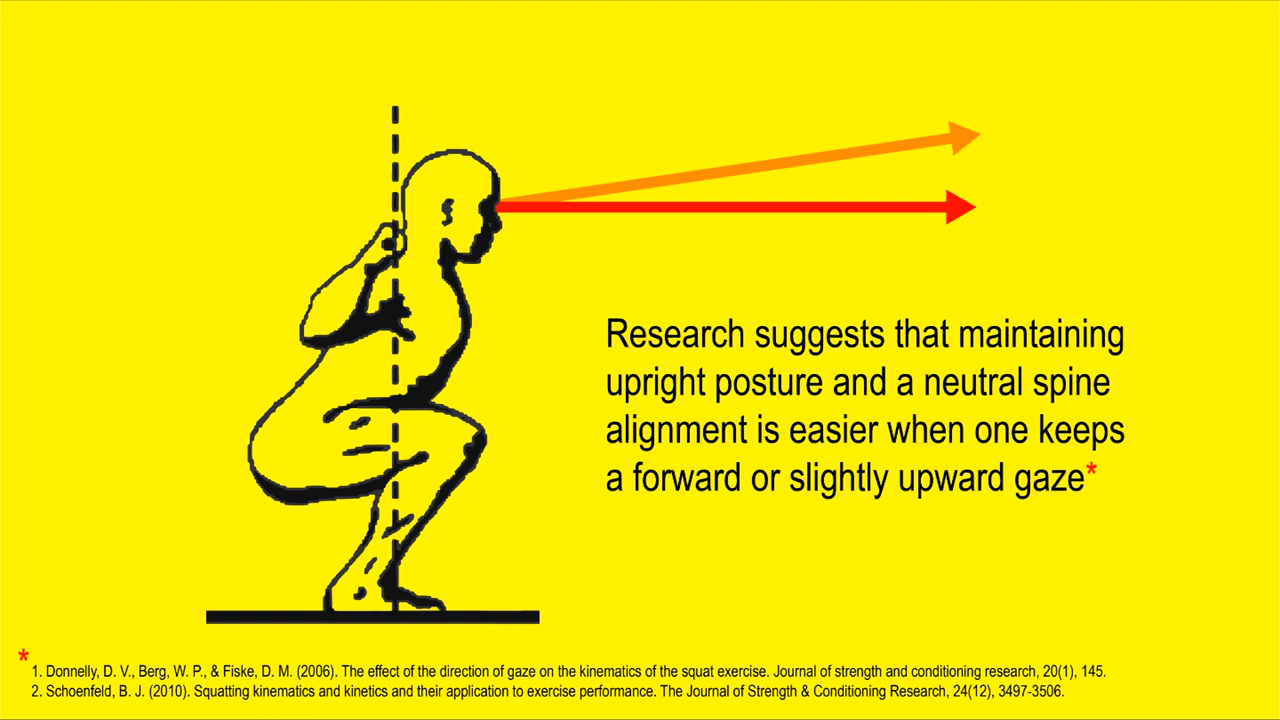 Research suggests that maintaining
upright posture and a neutral spine
alignment is easier when one keeps
a forward or slightly upward gaze*
*
1. Donnelly, D. V., Berg, W. P., & Fiske, D. M. (2006). The effect of the direction of gaze on the kinematics of the squat exercise. Journal of strength and conditioning research, 20(1), 145.
2. Schoenfeld, B. J. (2010). Squatting kinematics and kinetics and their application to exercise performance. The Journal of Strength & Conditioning Research, 24(12), 3497-3506.